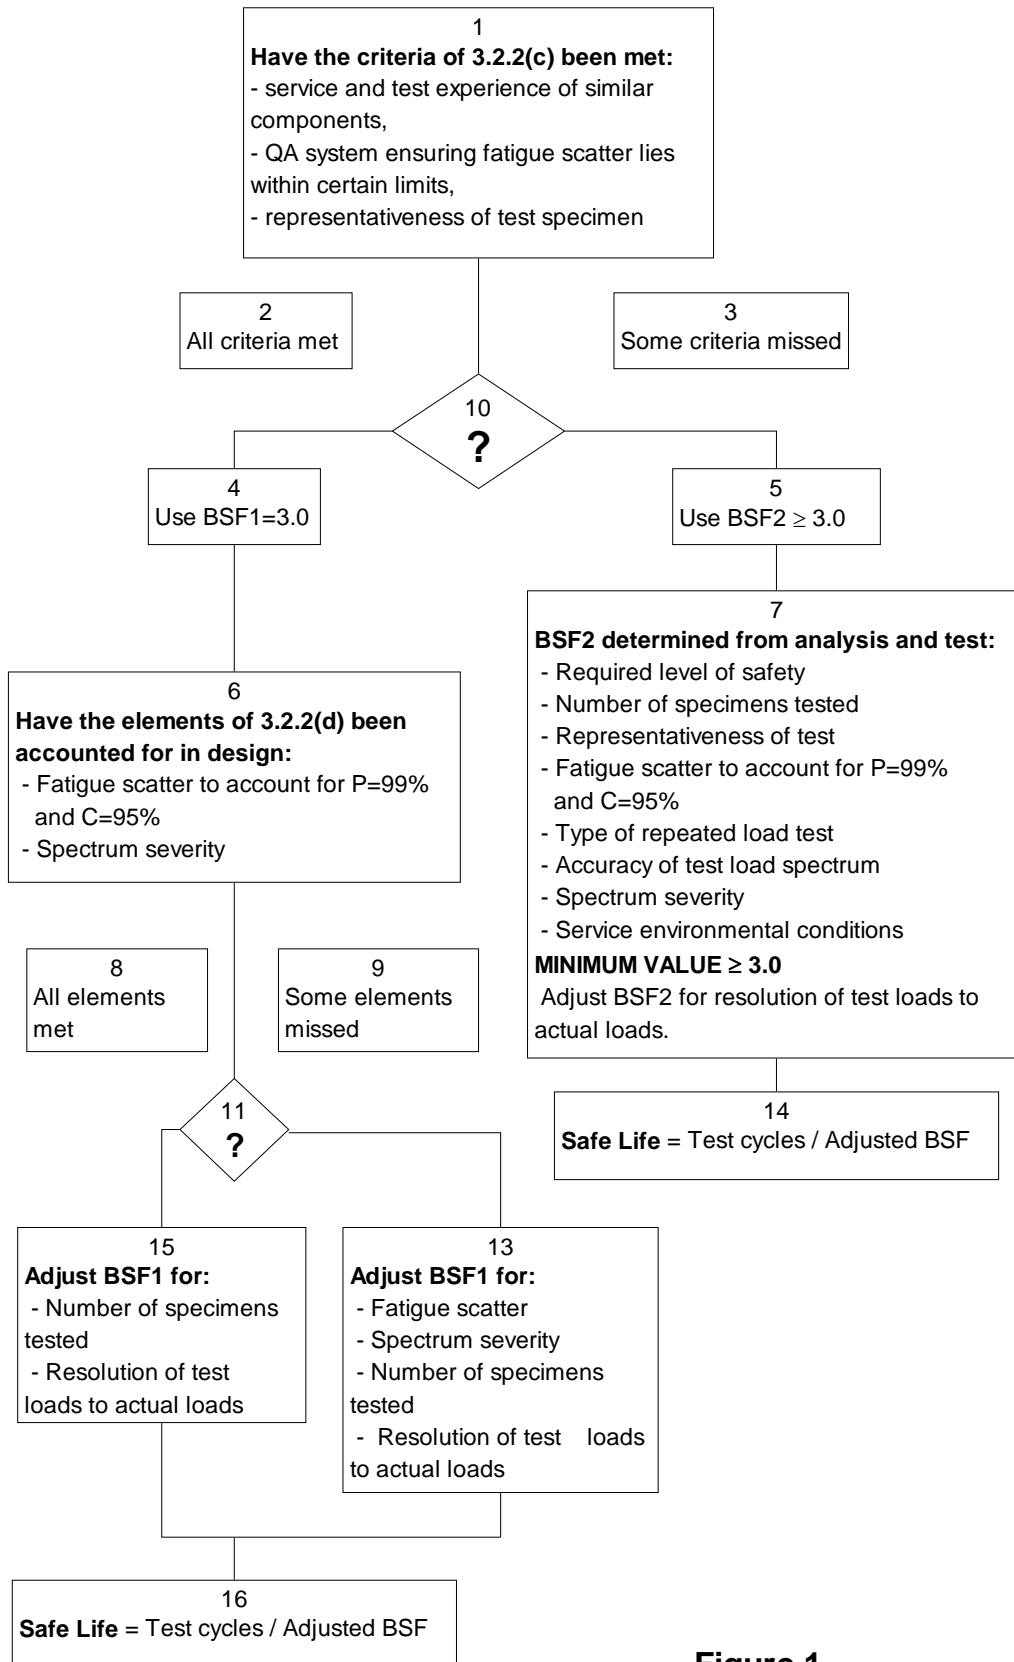 1
Have the criteria of 3.2.2(c) been met:
- service and test experience of similar
components,
- QA system ensuring fatigue scatter lies
within certain limits,
- representativeness of test specimen
2
All criteria met
3
Some criteria missed
10
?
4
Use BSF1=3.0
5
Use BSF2 ≥ 3.0
6
Have the elements of 3.2.2(d) been
accounted for in design:
- Fatigue scatter to account for P=99%
and C=95%
- Spectrum severity
7
BSF2 determined from analysis and test:
- Required level of safety
- Number of specimens tested
- Representativeness of test
- Fatigue scatter to account for P=99%
and C=95%
- Type of repeated load test
- Accuracy of test load spectrum
- Spectrum severity
- Service environmental conditions
MINIMUM VALUE ≥ 3.0
Adjust BSF2 for resolution of test loads to
actual loads.
8
All elements
met
9
Some elements
missed
11
?
14
Safe Life = Test cycles / Adjusted BSF
15
Adjust BSF1 for:
- Number of specimens
tested
- Resolution of test
loads to actual loads
13
Adjust BSF1 for:
- Fatigue scatter
- Spectrum severity
- Number of specimens
tested
- Resolution of test loads
to actual loads
16
Safe Life = Test cycles / Adjusted BSF
Figure 1